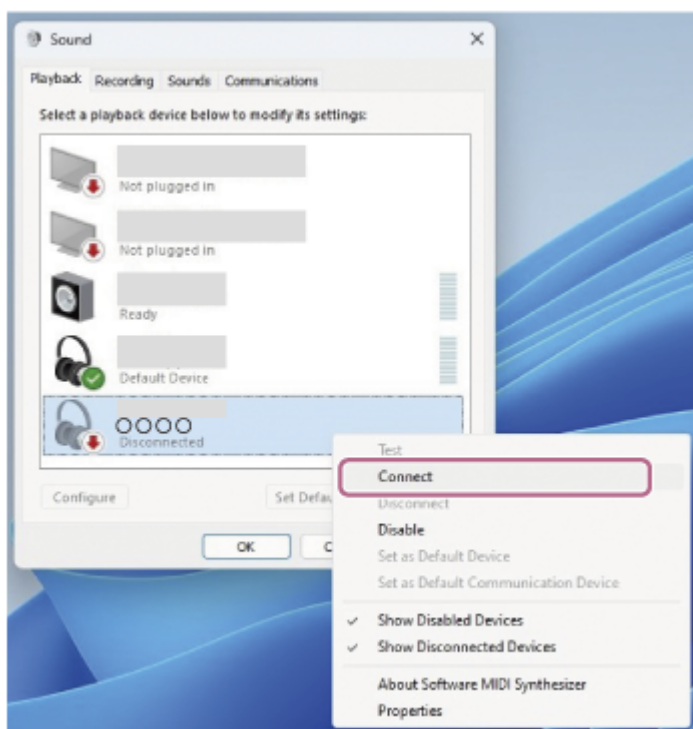 Sound
Playback Recording Sounds Communications
Select a playback device below to modify its settings:
Not plugged in
Not plugged in
Ready
Default Device
OOOO
Disconnected
Configure
OK
Test
Connect
Disconnect
Disable
Set as Default Device
Set as Default Communication Device
✓ Show Disabled Devices
✓ Show Disconnected Devices
About Software MIDI Synthesizer
Properties